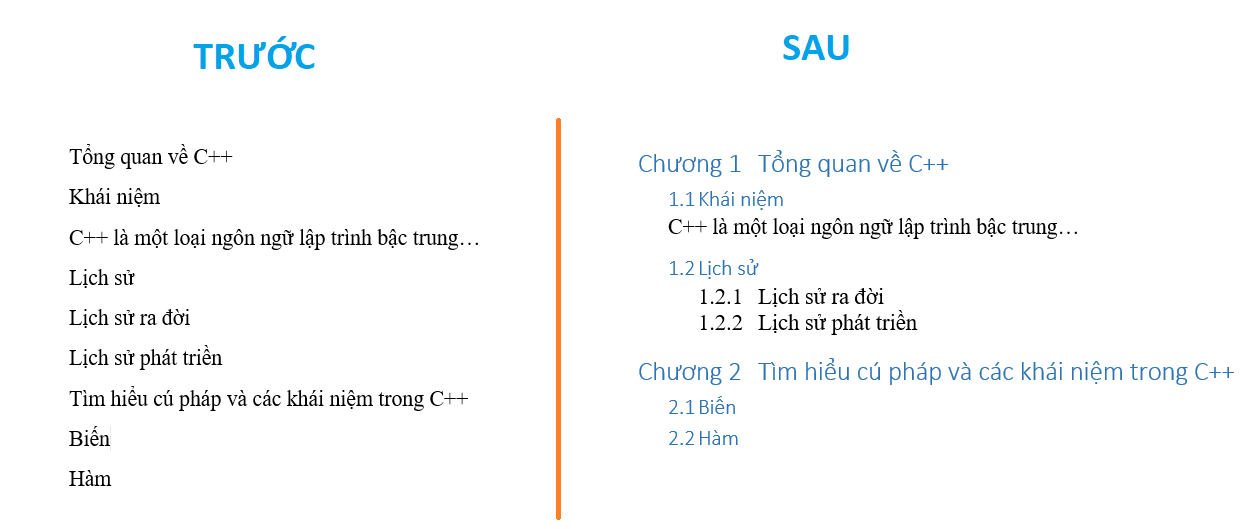 TRƯỚC
Tổng quan về C++
Khái niệm
C++ là một loại ngôn ngữ lập trình bậc trung…
Lịch sử
Lịch sử ra đời
Lịch sử phát triền
Tìm hiểu cú pháp và các khái niệm trong C++
Biến
Hàm
SAU
Chương 1 Tổng quan về C++
1.1 Khái niệm
C++ là một loại ngôn ngữ lập trình bậc trung…
1.2 Lịch sử
1.2.1 Lịch sử ra đời
1.2.2 Lịch sử phát triền
Chương 2 Tìm hiểu cú pháp và các khái niệm trong C++
2.1 Biến
2.2 Hàm